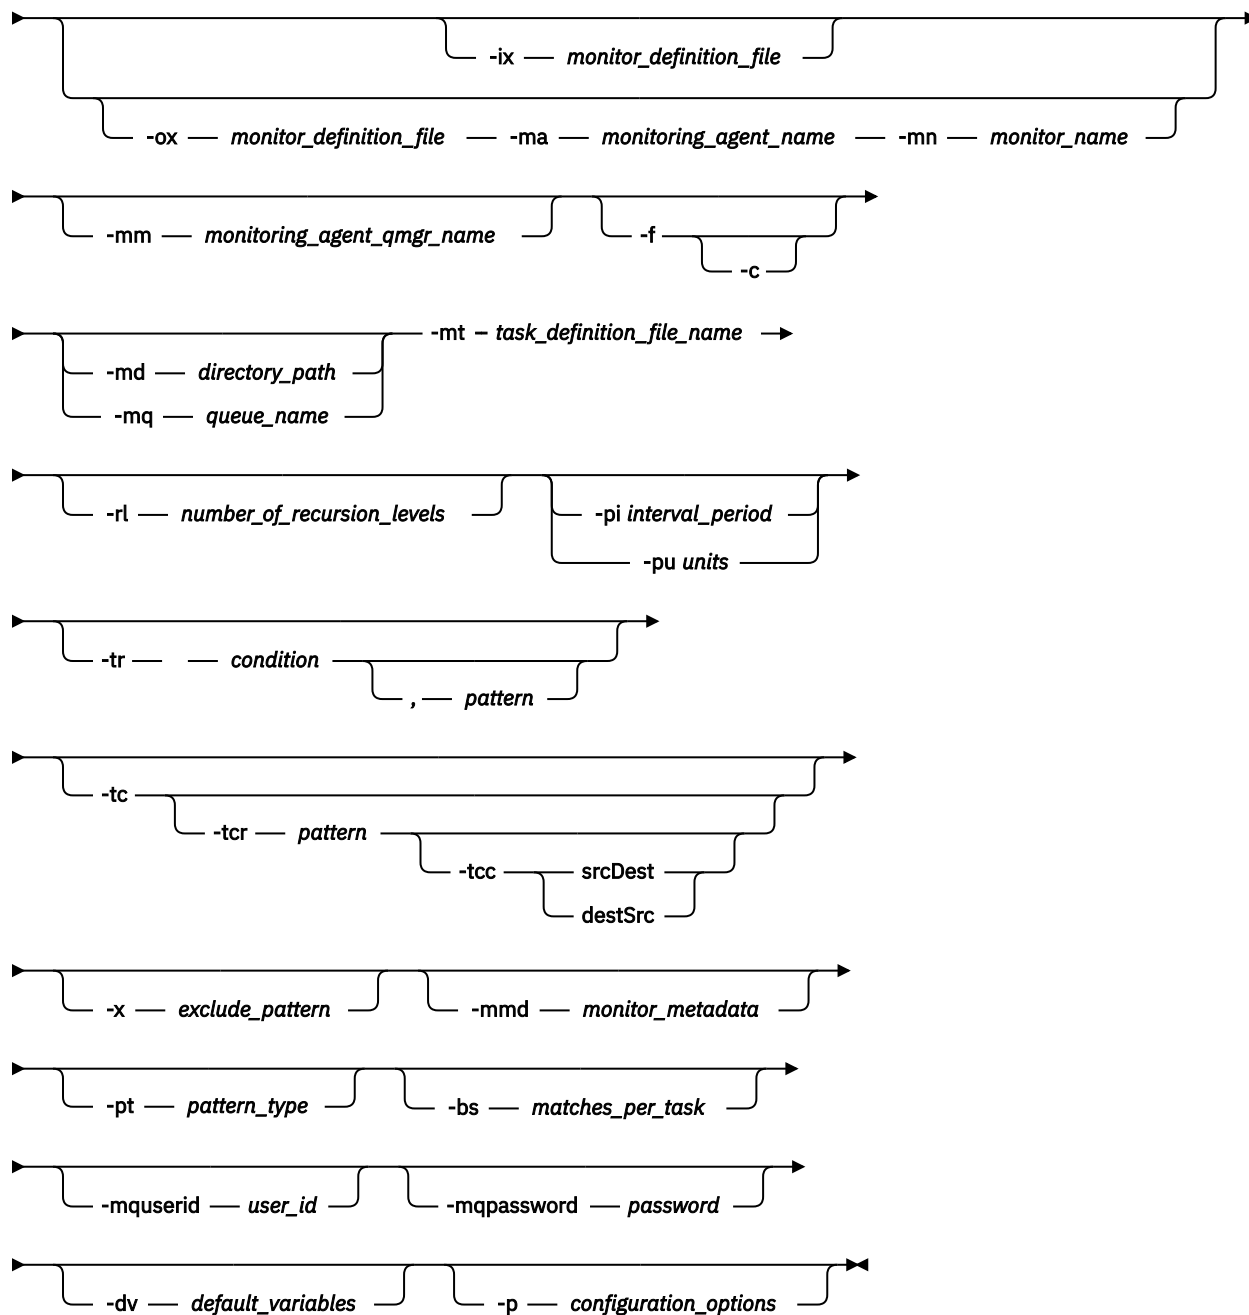 -ix monitor_definition_file
-ox monitor_definition_file -ma monitoring_agent_name -mn monitor_name
-mm monitoring_agent_qmgr_name -f
-c
-mt task_definition_file_name
-md directory_path
-mq queue_name
-rl number_of_recursion_levels -pi interval_period
-pu units
-tr condition
, pattern
-tc
-tcr pattern
-tcc srcDest
destSrc
-x exclude_pattern -mmd monitor_metadata
-pt pattern_type -bs matches_per_task
-mquserid user_id -mqpassword password
-dv default_variables -p configuration_options